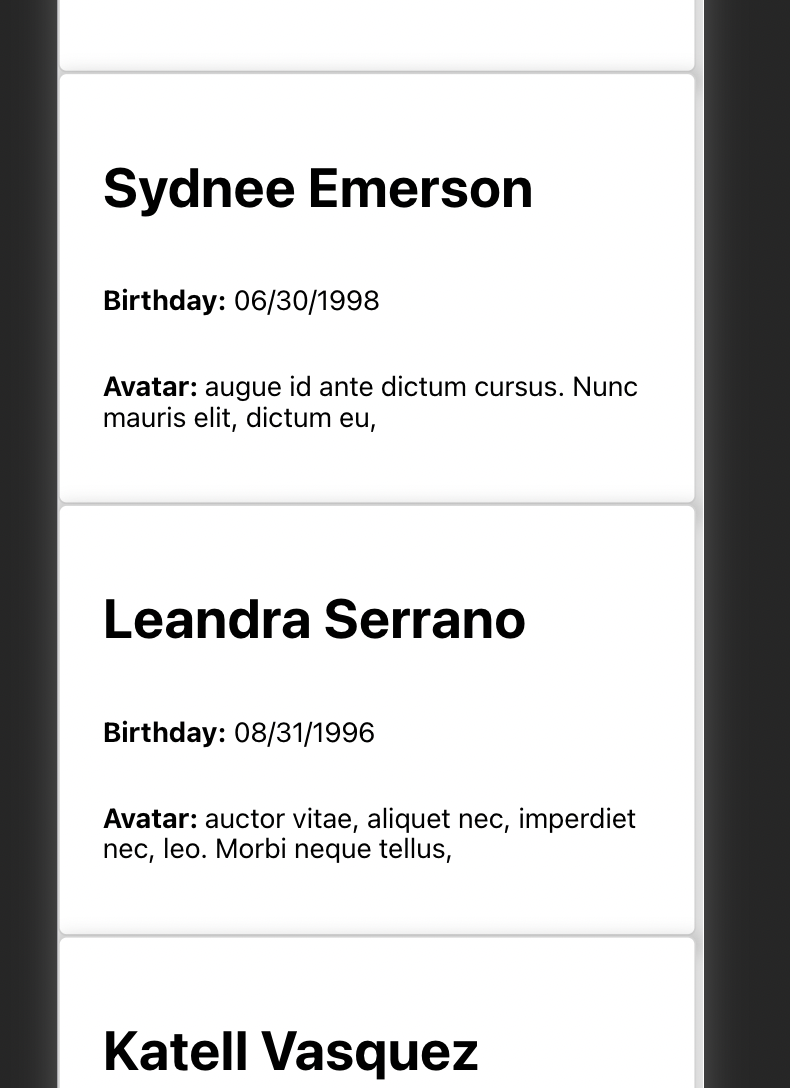 Sydnee Emerson
Birthday: 06/30/1998
Avatar: augue id ante dictum cursus. Nunc
mauris elit, dictum eu,
Leandra Serrano
Birthday: 08/31/1996
Avatar: auctor vitae, aliquet nec, imperdiet
nec, leo. Morbi neque tellus,
Katell Vasquez